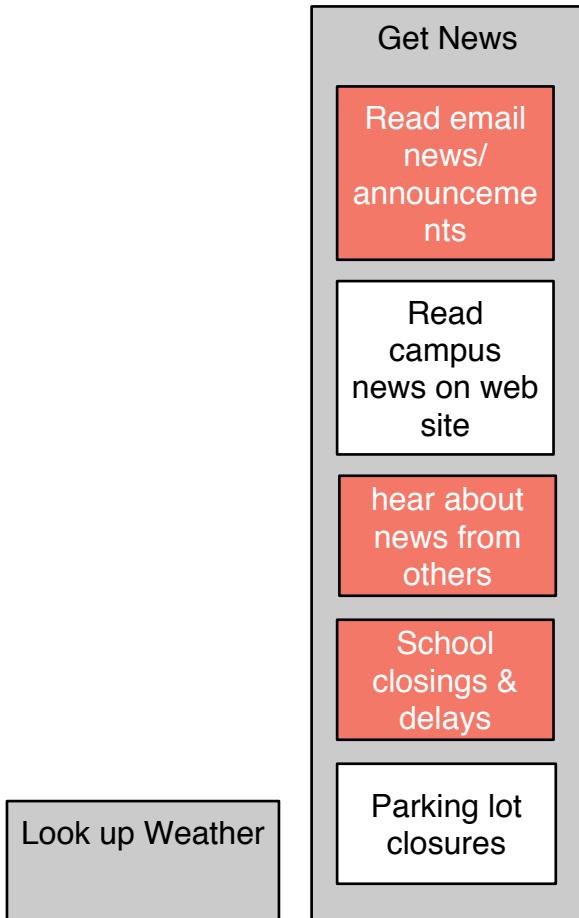 Get News
Read email
news/
announceme
nts
Read
campus
news on web
site
hear about
news from
others
School
closings &
delays
Parking lot
closures
Look up Weather